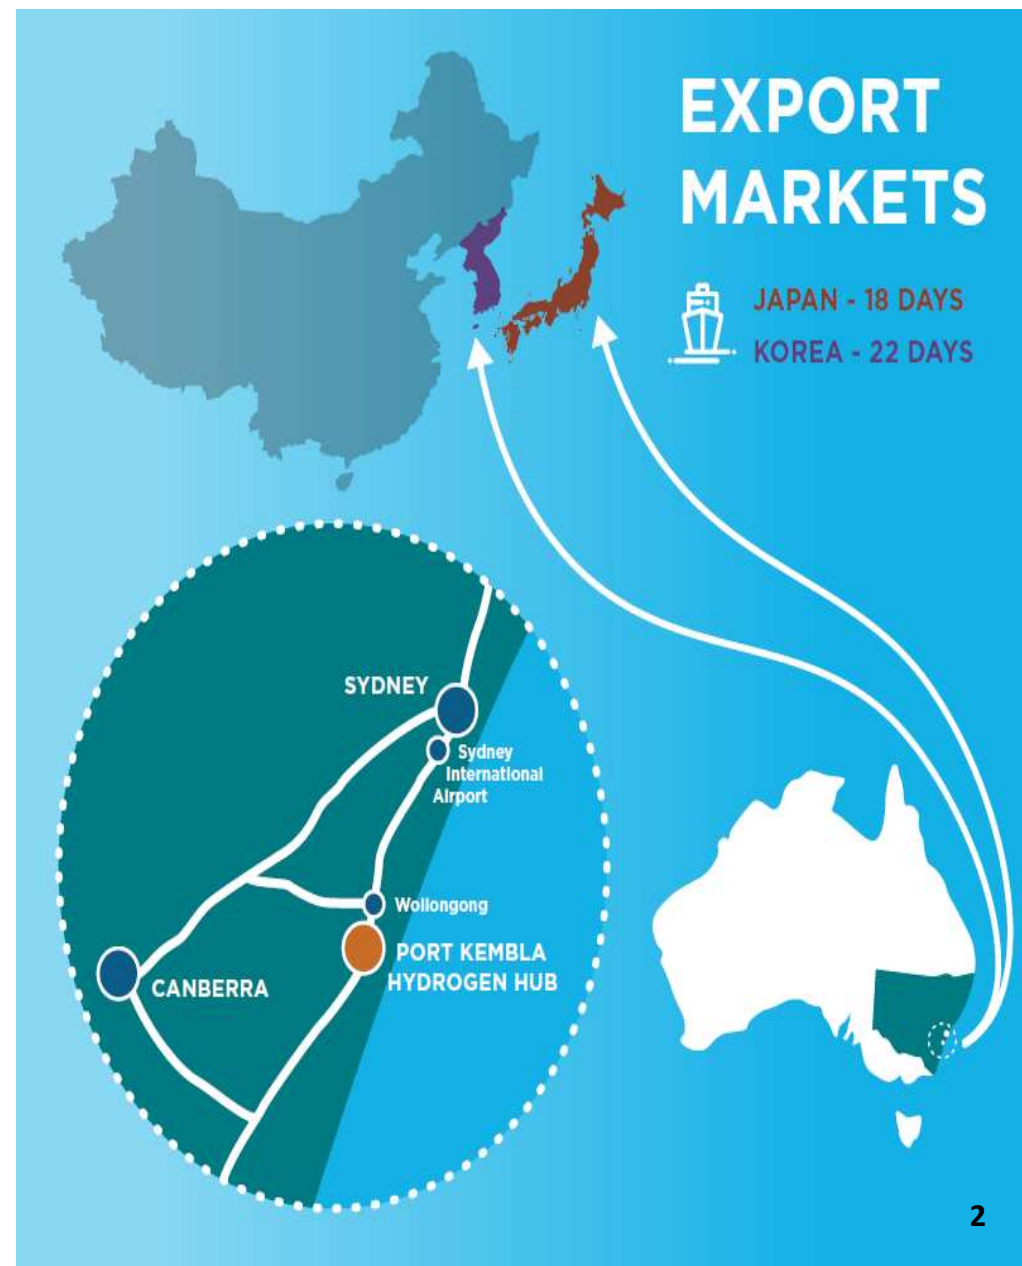 EXPORT
MARKETS
JAPAN - 18 DAYS
KOREA - 22 DAYS
SYDNEY
Sydney
International
Airport
Wollongong
PORT KEMBLA
HYDROGEN HUB
CANBERRA
2